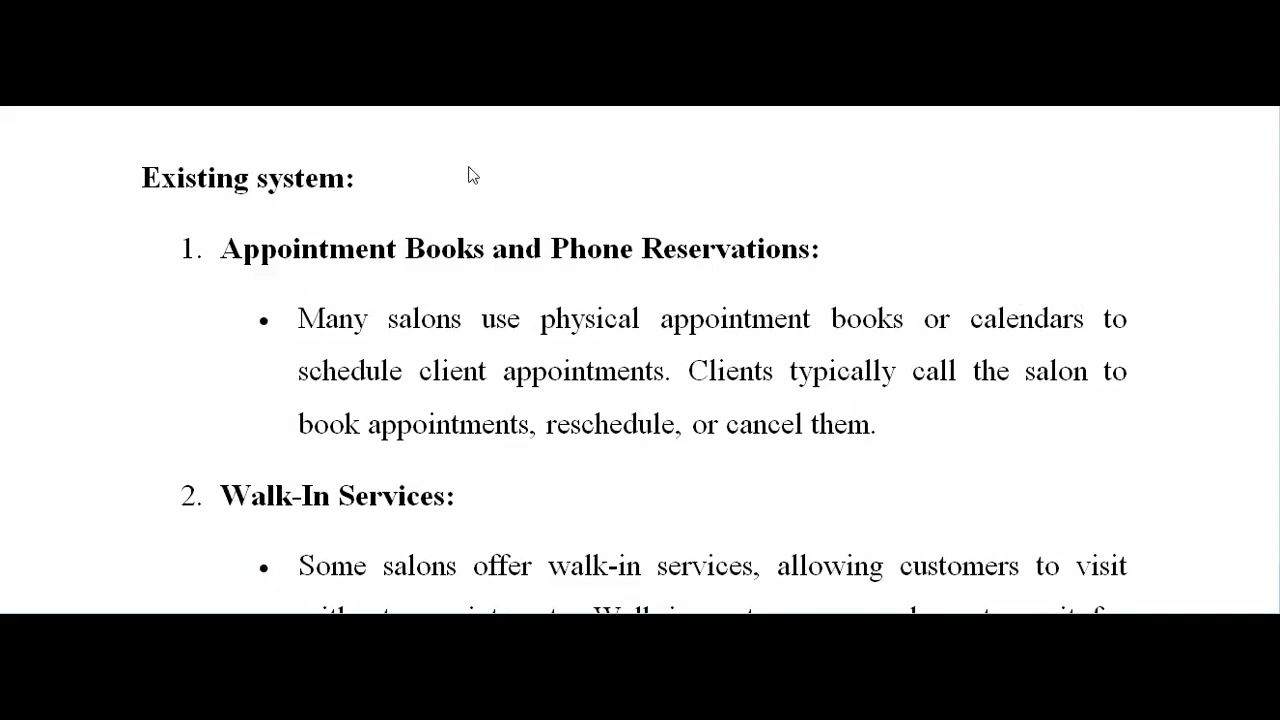 Existing system:
1. Appointment Books and Phone Reservations:
• Many salons use physical appointment books or calendars to
schedule client appointments. Clients typically call the salon to
book appointments, reschedule, or cancel them.
2. Walk-In Services:
• Some salons offer walk-in services, allowing customers to visit